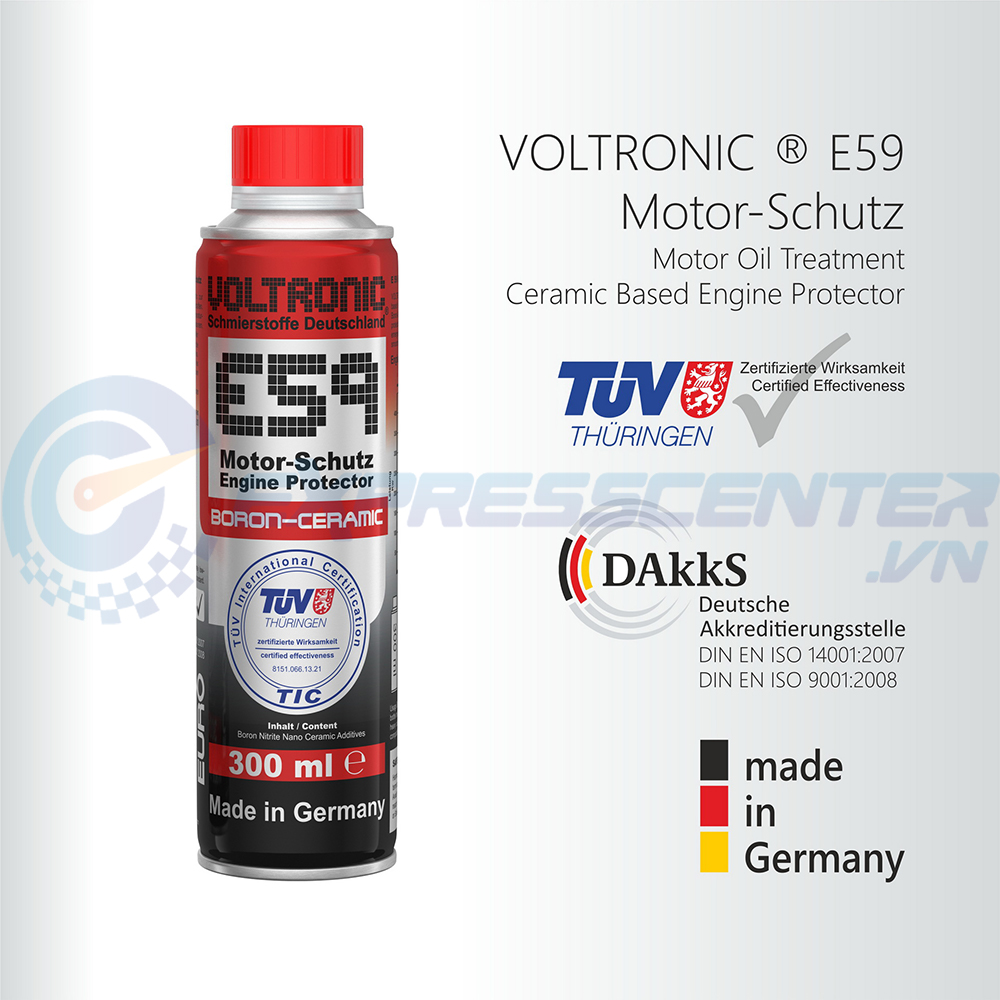 VOLTRONIC ® E59
Motor-Schutz
Motor Oil Treatment
Ceramic Based Engine Protector
TÜV
THÜRINGEN
Zertifizierte Wirksamkeit
Certified Effectiveness
DAkkS
Deutsche
Akkreditierungsstelle
DIN EN ISO 14001:2007
DIN EN ISO 9001:2008
made
in
Germany
VOLTRONIC
Schmierstoffe Deutschland®
E59
Motor-Schutz
Engine Protector
BORON-CERAMIC
TÜV International Certification
TÜV
THÜRINGEN
zertifizierte Wirksamkeit
certified effectiveness
8151.066.13.21
TIC
Inhalt / Content
Boron Nitrite Nano Ceramic Additives
300 ml e
Made in Germany
EURO
300 ml
PRESSCENTER
.VN